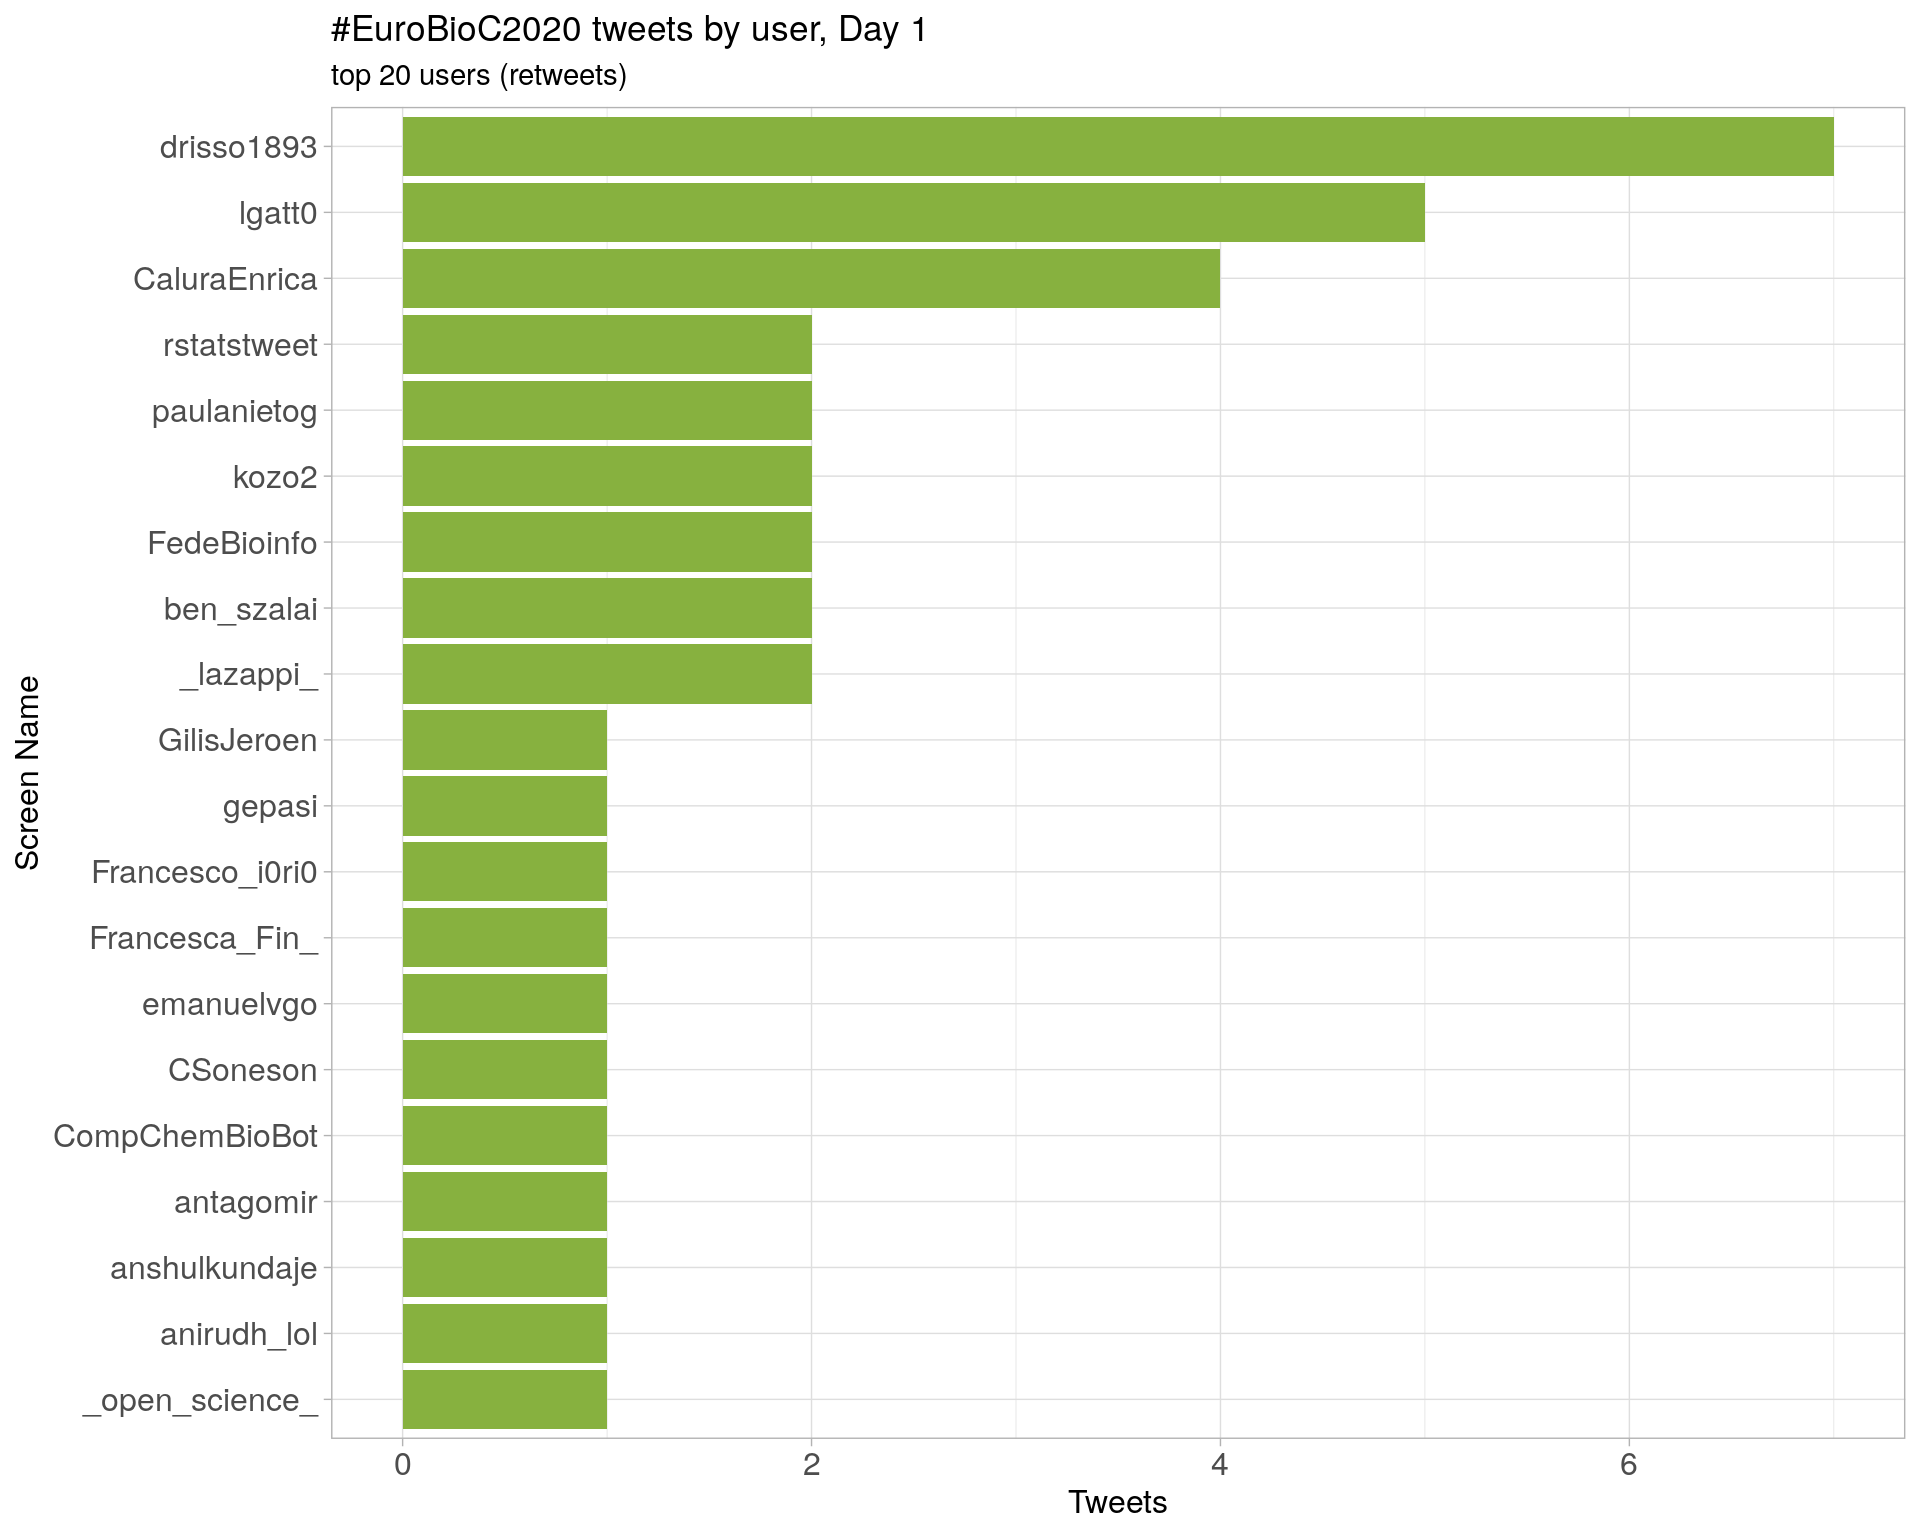 #EuroBioC2020 tweets by user, Day 1
top 20 users (retweets)
Screen Name
drisso1893
lgatt0
CaluraEnrica
rstatstweet
paulanietog
kozo2
FedeBioinfo
ben_szalai
_lazappi_
GilisJeroen
gepasi
Francesco_i0ri0
Francesca_Fin_
emanuelvgo
CSoneson
CompChemBioBot
antagomir
anshulkundaje
anirudh_lol
_open_science_
0 2 4 6
Tweets